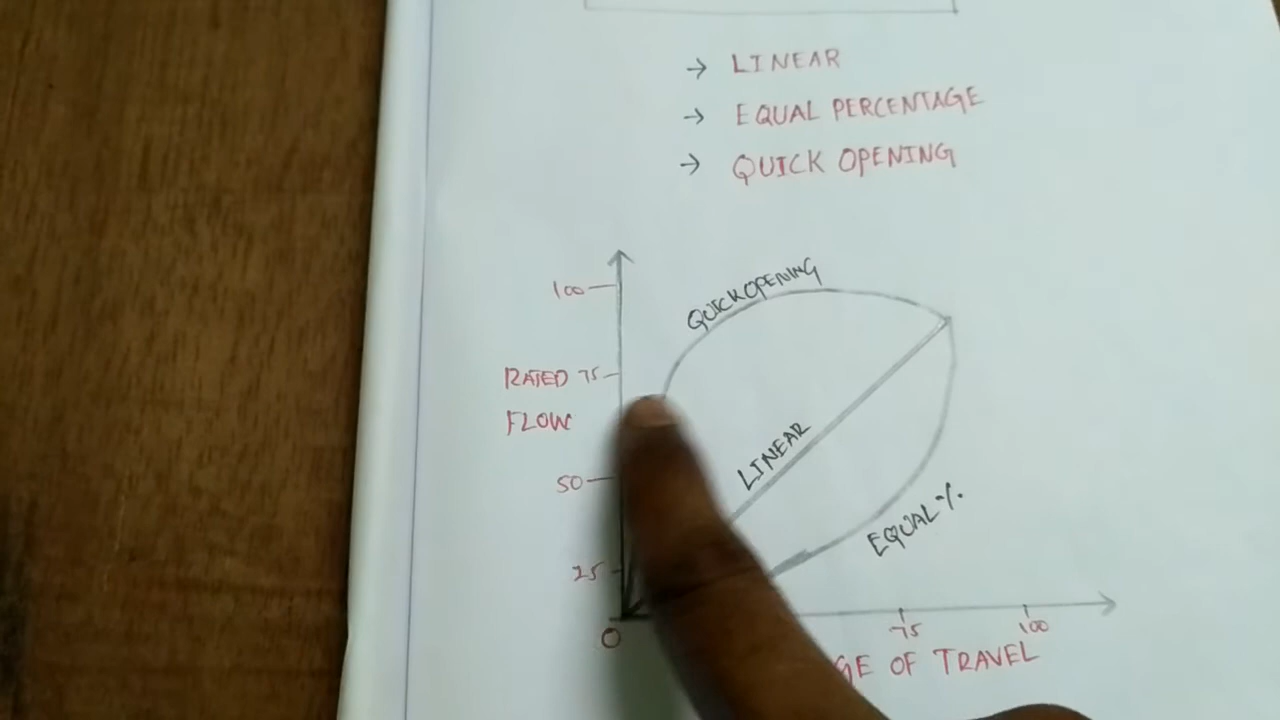 → LINEAR
→ EQUAL PERCENTAGE
→ QUICK OPENING
100
QUICK OPENING
RATED 75
FLOW
LINEAR
50
EQUAL %
25
0
75
100
OF TRAVEL